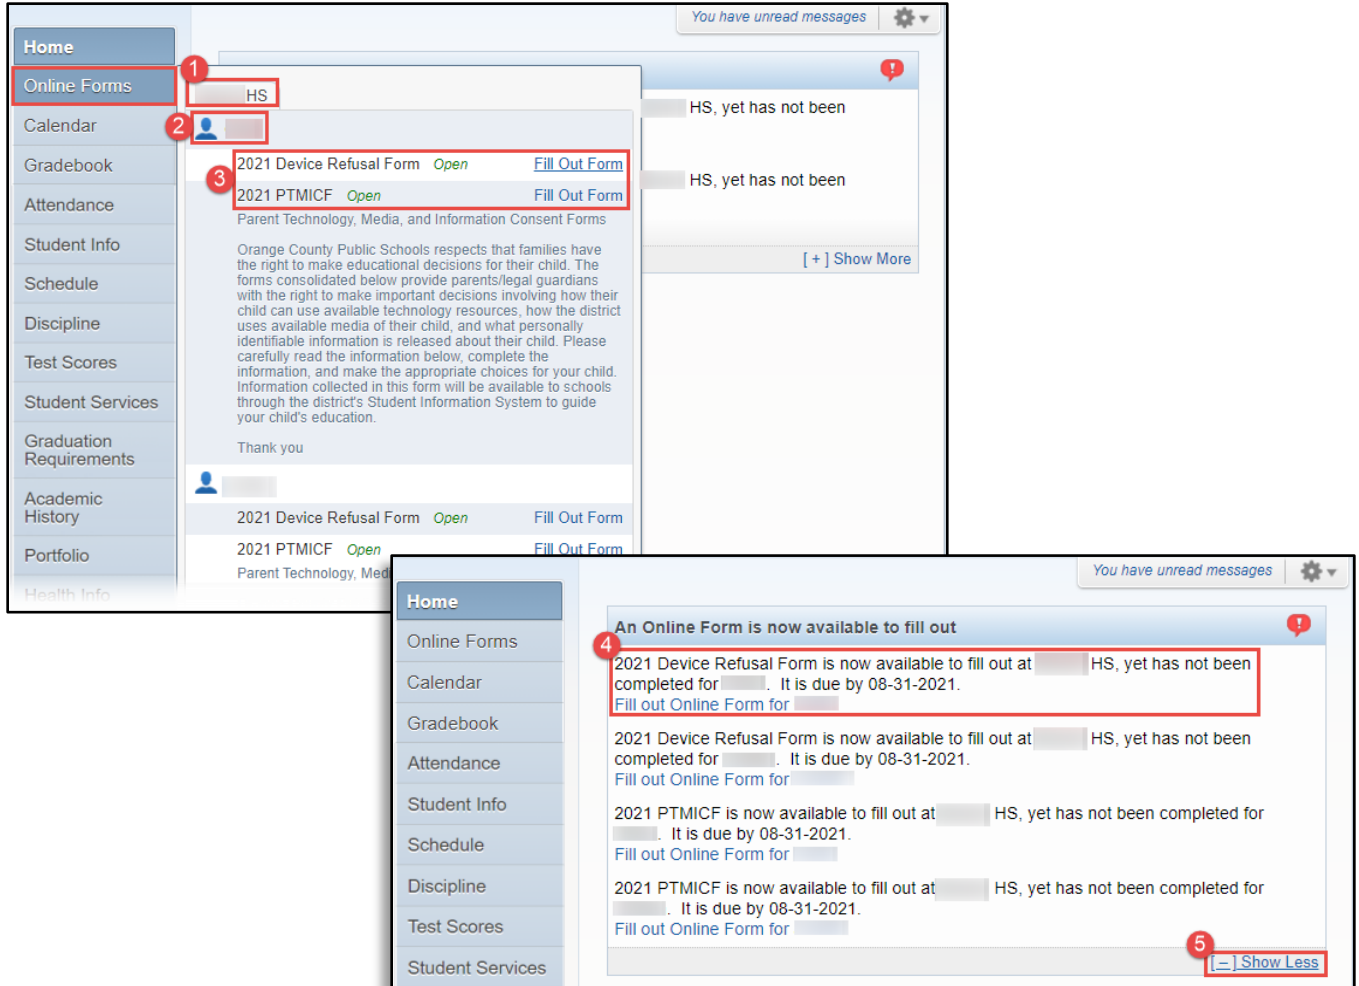 You have unread messages
Home
Online Forms
Calendar
Gradebook
Attendance
Student Info
Schedule
Discipline
Test Scores
Student Services
Graduation
Requirements
Academic
History
Portfolio
Health Info
1
HS
2
3
2021 Device Refusal Form Open Fill Out Form
2021 PTMICF Open Fill Out Form
Parent Technology, Media, and Information Consent Forms
Orange County Public Schools respects that families have
the right to make educational decisions for their child. The
forms consolidated below provide parents/legal guardians
with the right to make important decisions involving how their
child can use available technology resources, how the district
uses available media of their child, and what personally
identifiable information is released about their child. Please
carefully read the information below, complete the
information, and make the appropriate choices for your child.
Information collected in this form will be available to schools
through the district's Student Information System to guide
your child's education.
Thank you
2021 Device Refusal Form Open Fill Out Form
2021 PTMICF Open Fill Out Form
Parent Technology, Medi
HS, yet has not been
HS, yet has not been
[ + ] Show More
You have unread messages
Home
Online Forms
Calendar
Gradebook
Attendance
Student Info
Schedule
Discipline
Test Scores
Student Services
An Online Form is now available to fill out
4
2021 Device Refusal Form is now available to fill out at HS, yet has not been
completed for . It is due by 08-31-2021.
Fill out Online Form for
2021 Device Refusal Form is now available to fill out at HS, yet has not been
completed for . It is due by 08-31-2021.
Fill out Online Form for
2021 PTMICF is now available to fill out at HS, yet has not been completed for
. It is due by 08-31-2021.
Fill out Online Form for
2021 PTMICF is now available to fill out at HS, yet has not been completed for
. It is due by 08-31-2021.
Fill out Online Form for
5
[ − ] Show Less